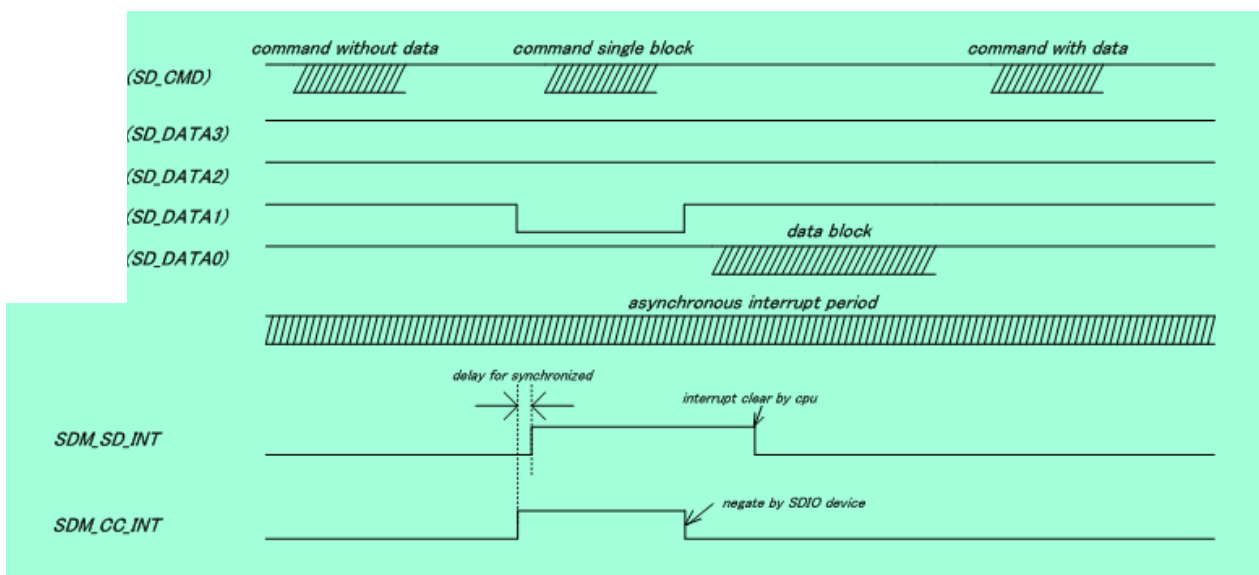 command without data command single block command with data
(SD_CMD)
(SD_DATA3)
(SD_DATA2)
(SD_DATA1)
data block
(SD_DATA0)
asynchronous interrupt period
delay for synchronized
interrupt clear by cpu
SDM_SD_INT
negate by SDIO device
SDM_CC_INT